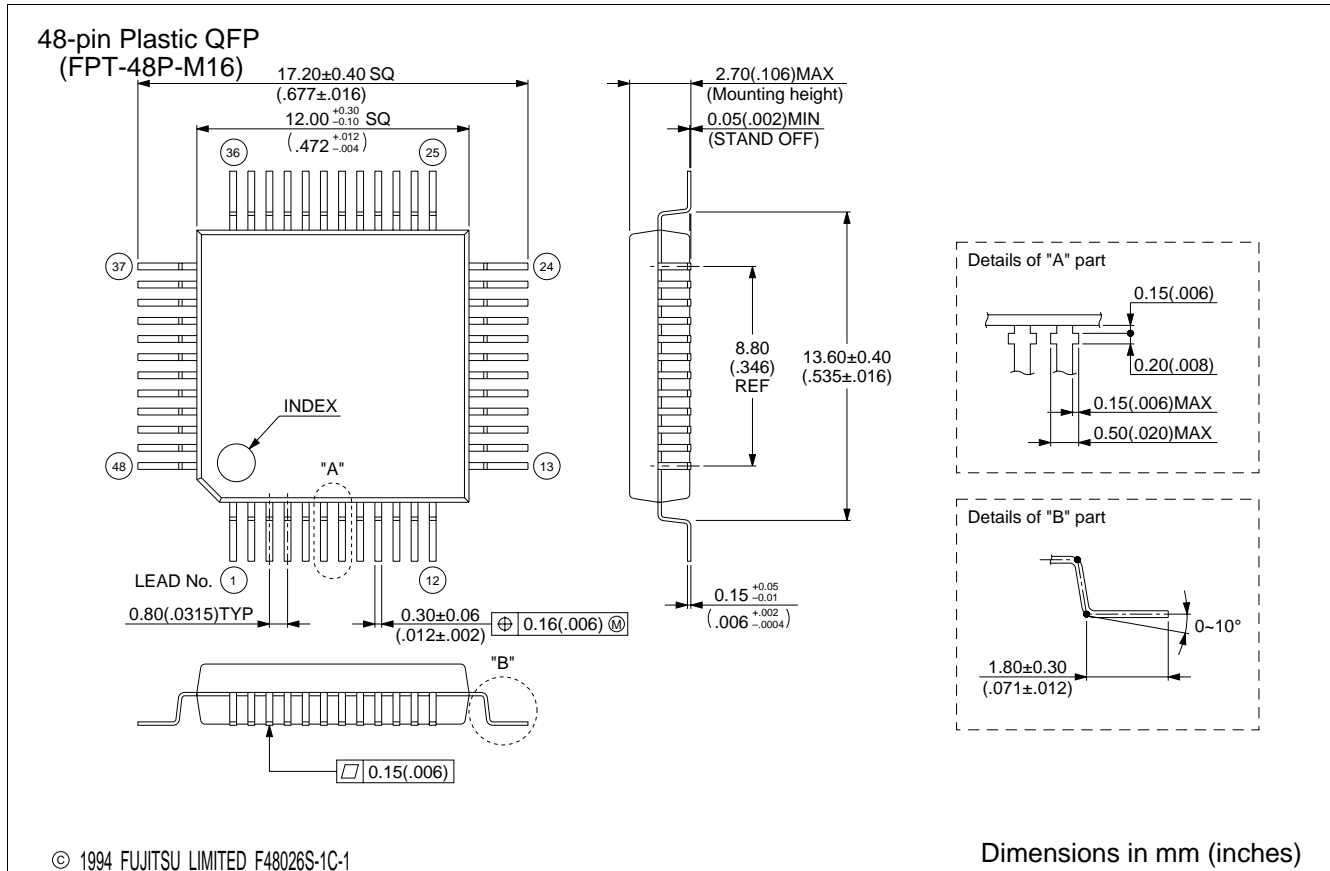 48-pin Plastic QFP
(FPT-48P-M16)
17.20±0.40 SQ
(.677±.016)
12.00 +0.30 –0.10 SQ
(.472 +.012 –.004)
36
25
37
24
INDEX
48
13
"A"
LEAD No.
1
12
0.80(.0315)TYP
0.30±0.06
(.012±.002)
0.16(.006) Ⓜ
"B"
0.15(.006)
2.70(.106)MAX
(Mounting height)
0.05(.002)MIN
(STAND OFF)
8.80
(.346)
REF
13.60±0.40
(.535±.016)
0.15 +0.05 –0.01
(.006 +.002 –.0004)
Details of "A" part
0.15(.006)
0.20(.008)
0.15(.006)MAX
0.50(.020)MAX
Details of "B" part
0~10°
1.80±0.30
(.071±.012)
© 1994 FUJITSU LIMITED F48026S-1C-1
Dimensions in mm (inches)